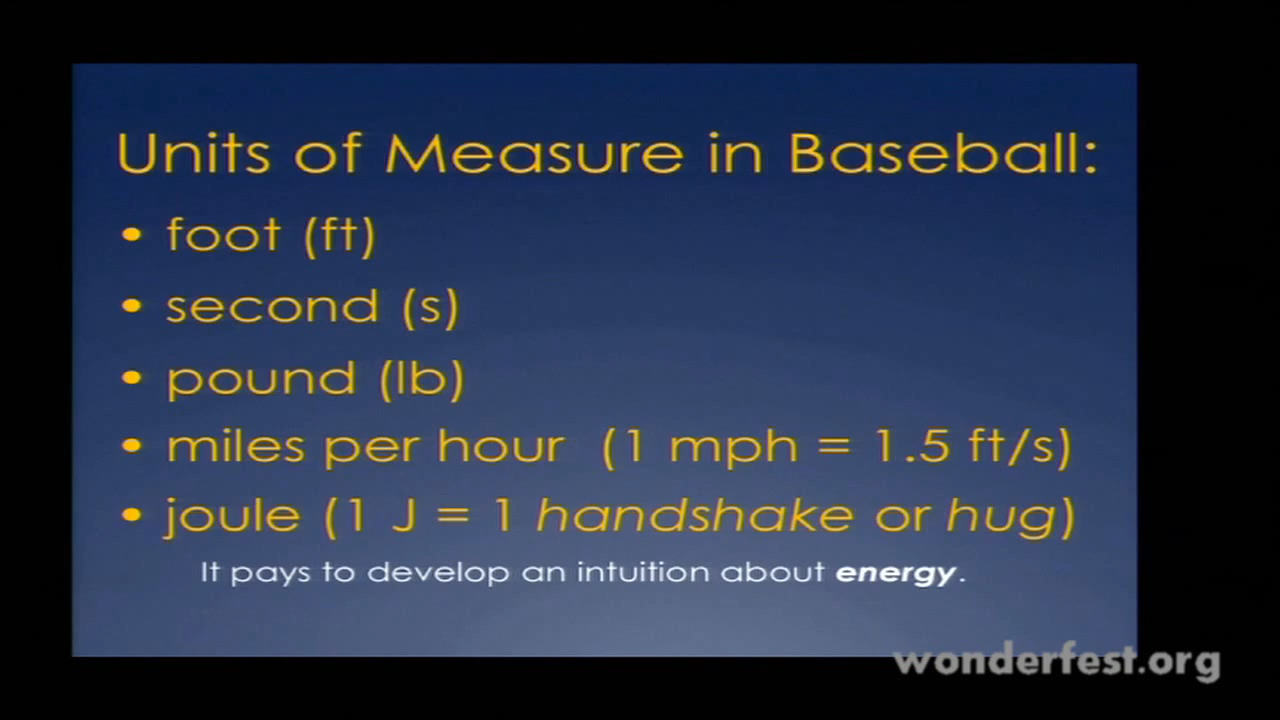 Units of Measure in Baseball:
• foot (ft)
• second (s)
• pound (lb)
• miles per hour (1 mph = 1.5 ft/s)
• joule (1 J = 1 handshake or hug)
It pays to develop an intuition about energy.
wonderfest.org